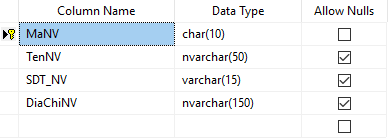 Column Name Data Type Allow Nulls
MaNV char(10)
TenNV nvarchar(50)
SDT_NV varchar(15)
DiaChiNV nvarchar(150)